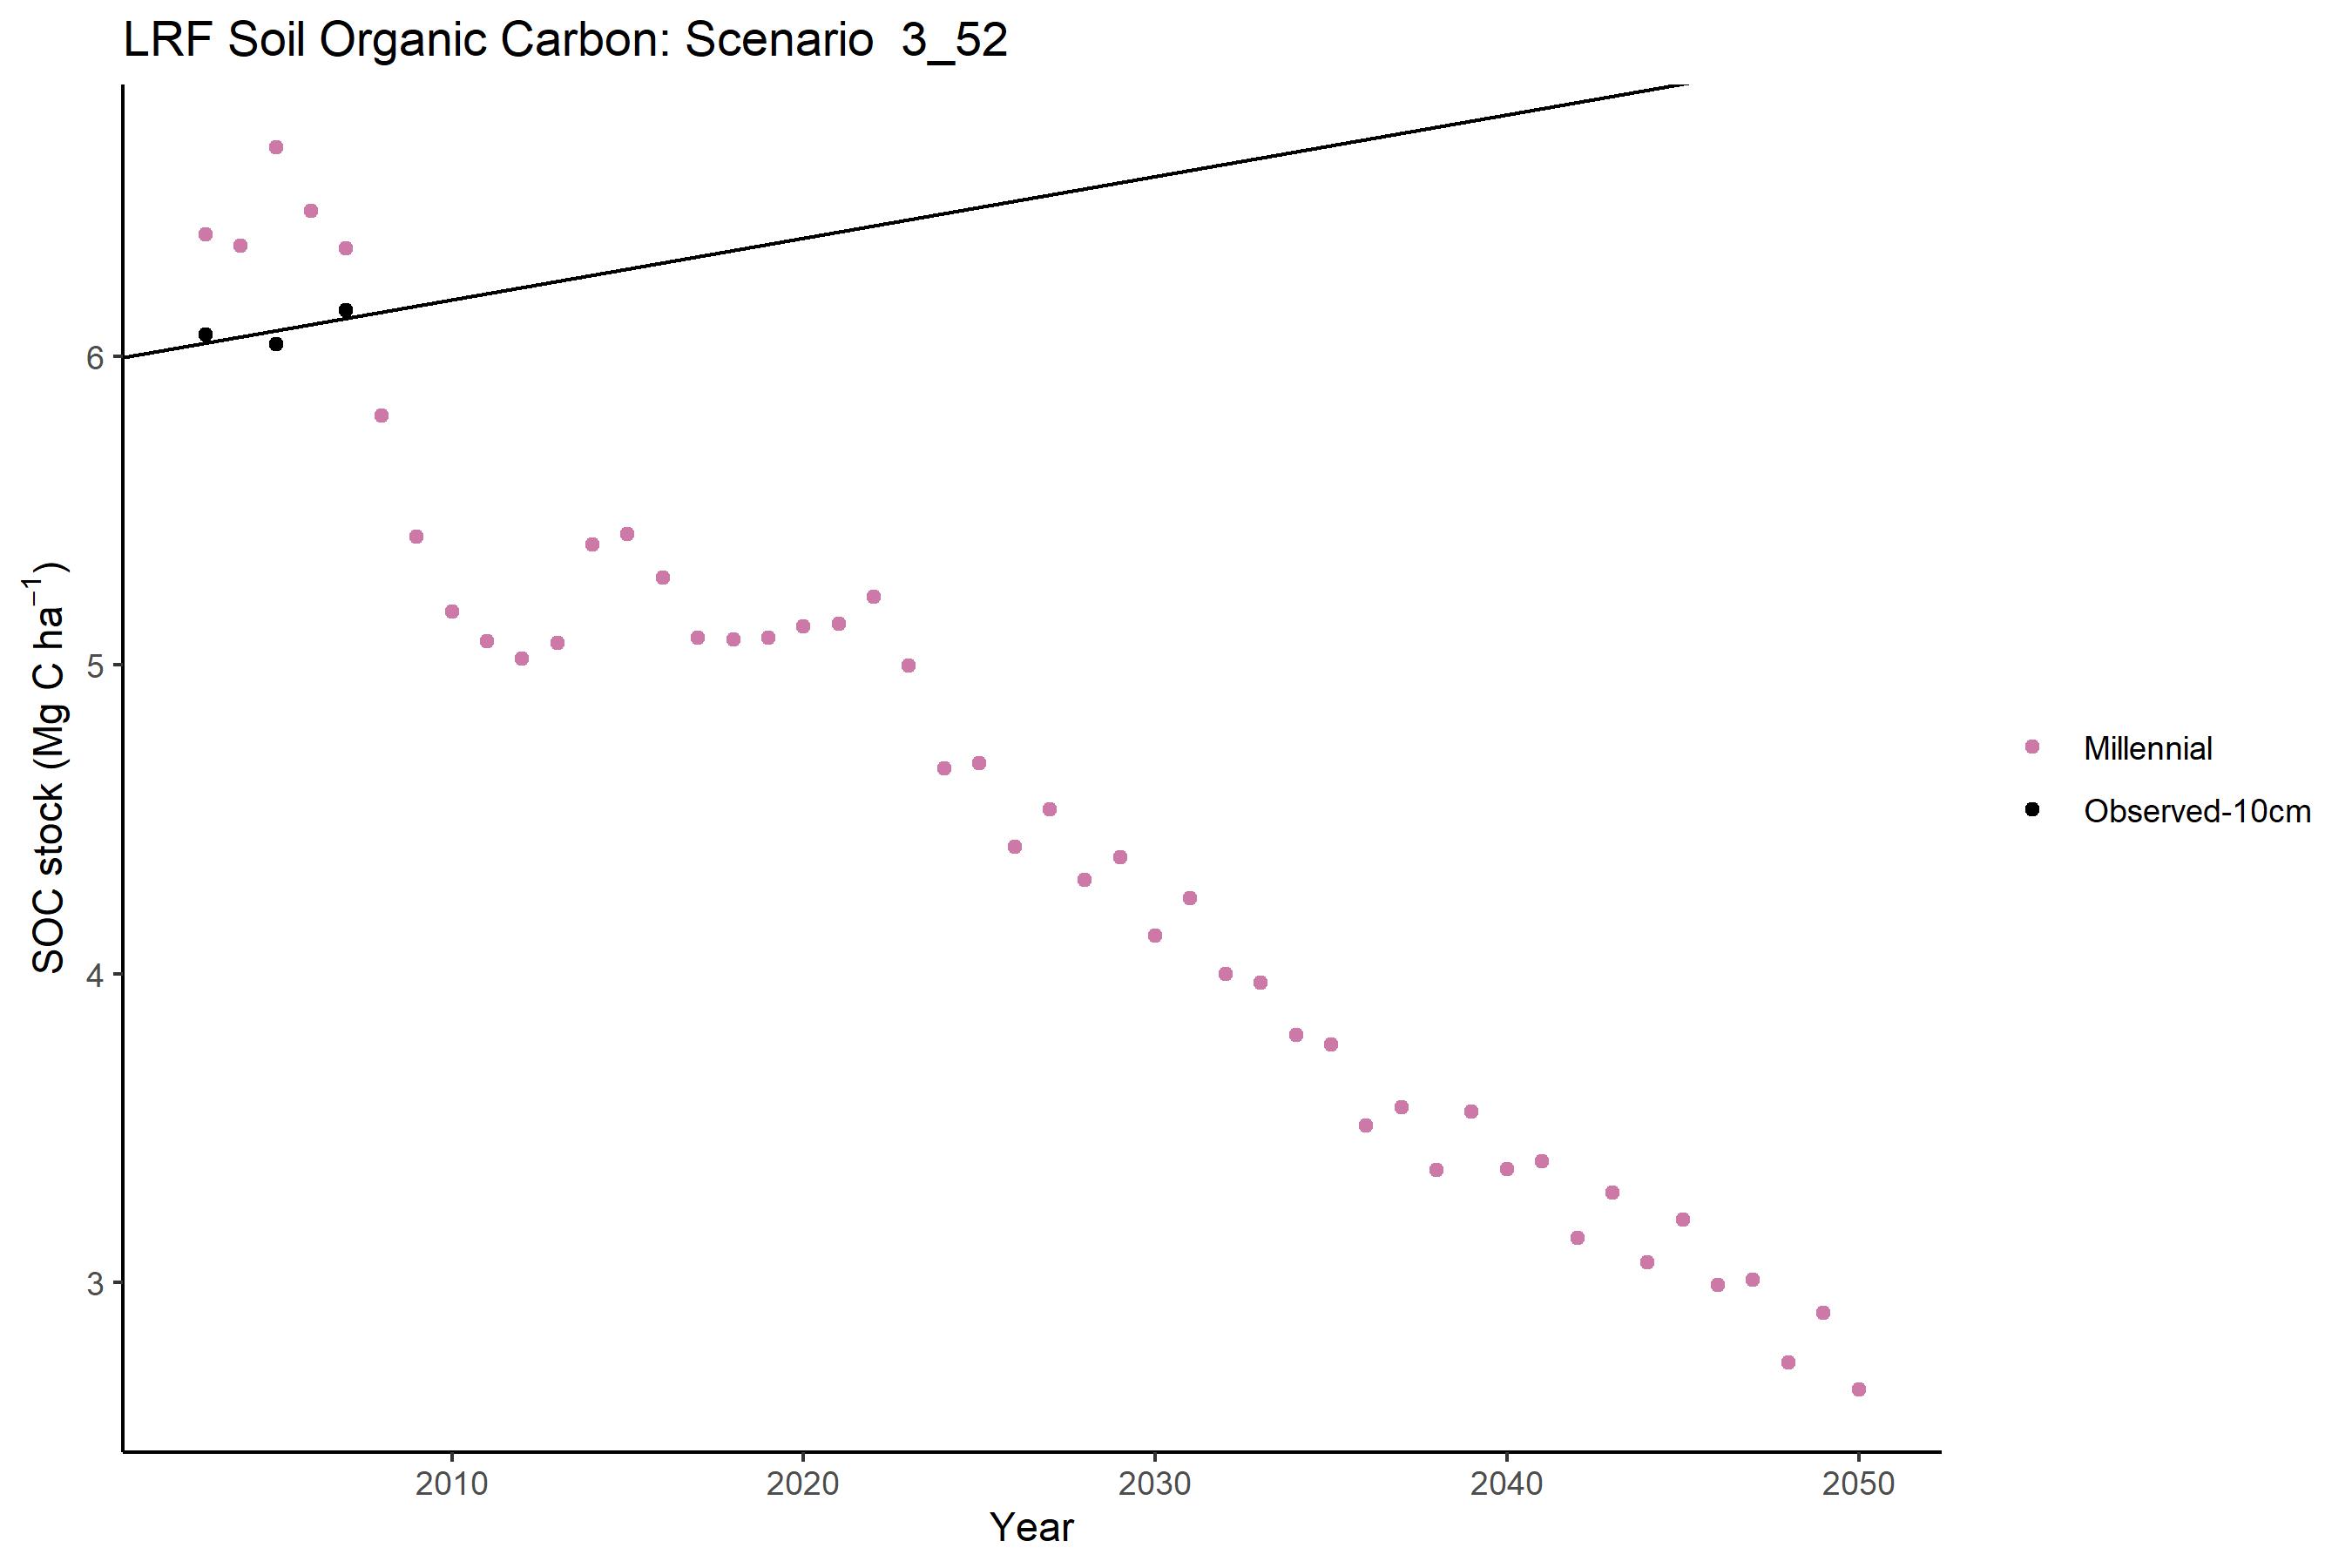 LRF Soil Organic Carbon: Scenario  3_52
SOC stock (Mg C ha⁻¹)
6
5
4
3
2010 2020 2030 2040 2050
Year
Millennial
Observed-10cm